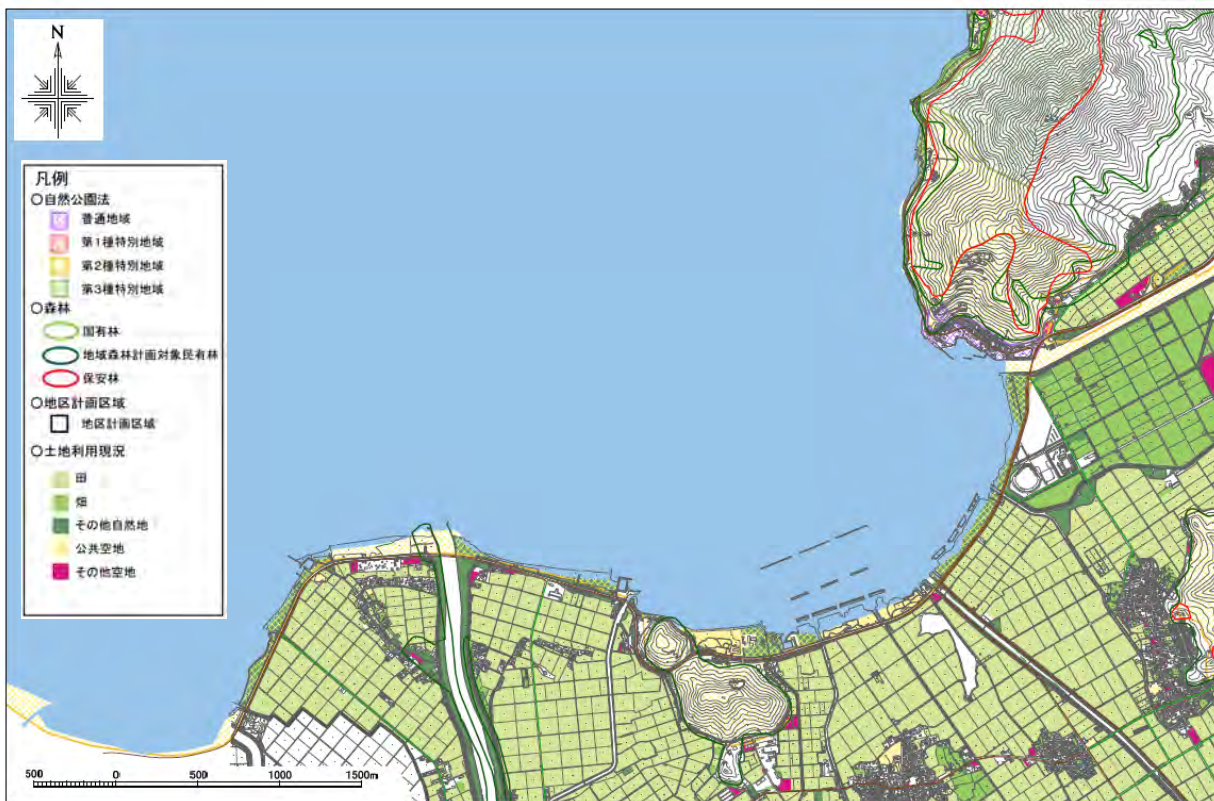 N
凡例
○自然公園法
普通地域
第1種特別地域
第2種特別地域
第3種特別地域
○森林
国有林
地域森林計画対象民有林
保安林
○地区計画区域
地区計画区域
○土地利用現況
田
畑
その他自然地
公共空地
その他空地
500 0 500 1000 1500m